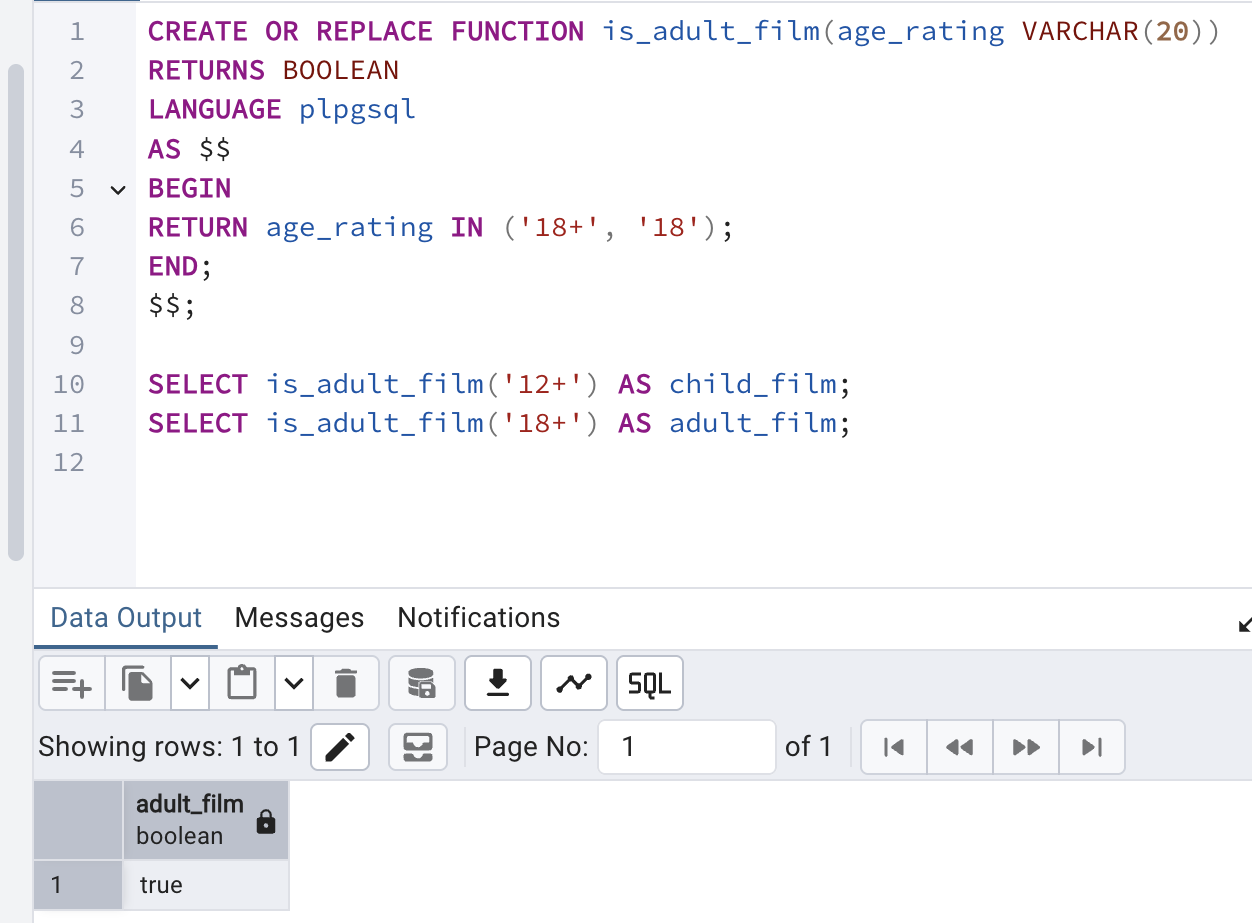 1 CREATE OR REPLACE FUNCTION is_adult_film(age_rating VARCHAR(20))
2 RETURNS BOOLEAN
3 LANGUAGE plpgsql
4 AS $$
5 BEGIN
6 RETURN age_rating IN ('18+', '18');
7 END;
8 $$;
9
10 SELECT is_adult_film('12+') AS child_film;
11 SELECT is_adult_film('18+') AS adult_film;
12
Data Output Messages Notifications
SQL
Showing rows: 1 to 1 Page No: 1 of 1
adult_film
boolean
1 true